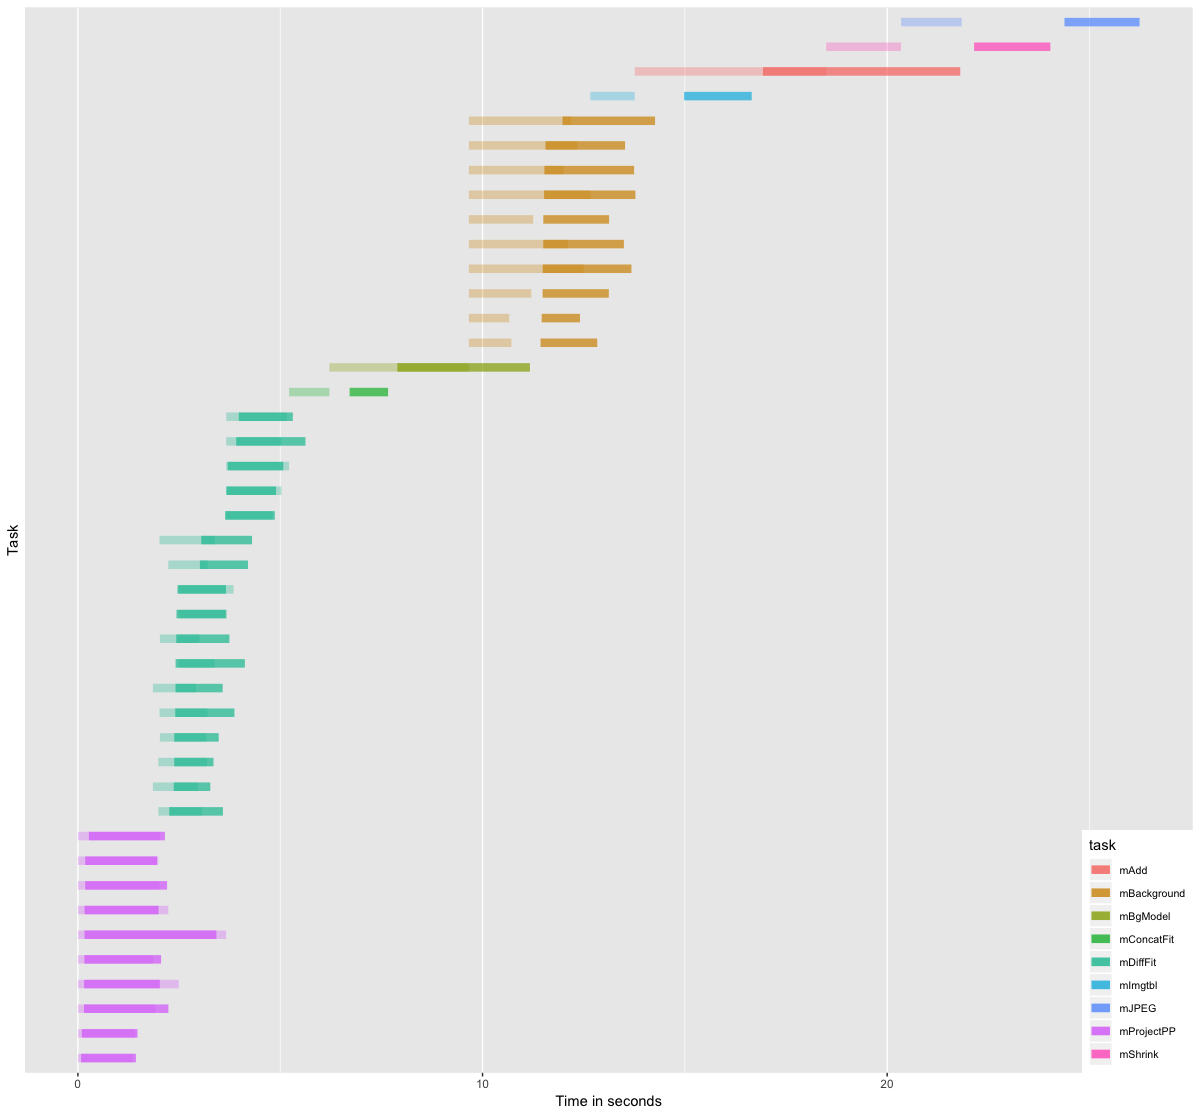 Task
task
mAdd
mBackground
mBgModel
mConcatFit
mDiffFit
mImgtbl
mJPEG
mProjectPP
mShrink
0
10
20
Time in seconds